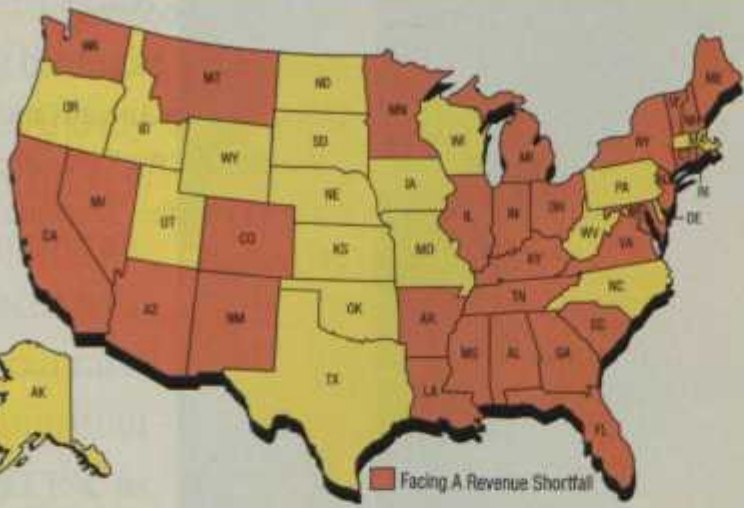 WA
MT
ND
MN
ME
OR
ID
SD
WI
MI
NY
WY
NE
IA
PA
NV
UT
CO
KS
MO
IL
IN
OH
WV
VA
DE
RI
CA
KY
NC
AZ
NM
OK
AR
TN
SC
TX
LA
MS
AL
GA
FL
AK
Facing A Revenue Shortfall